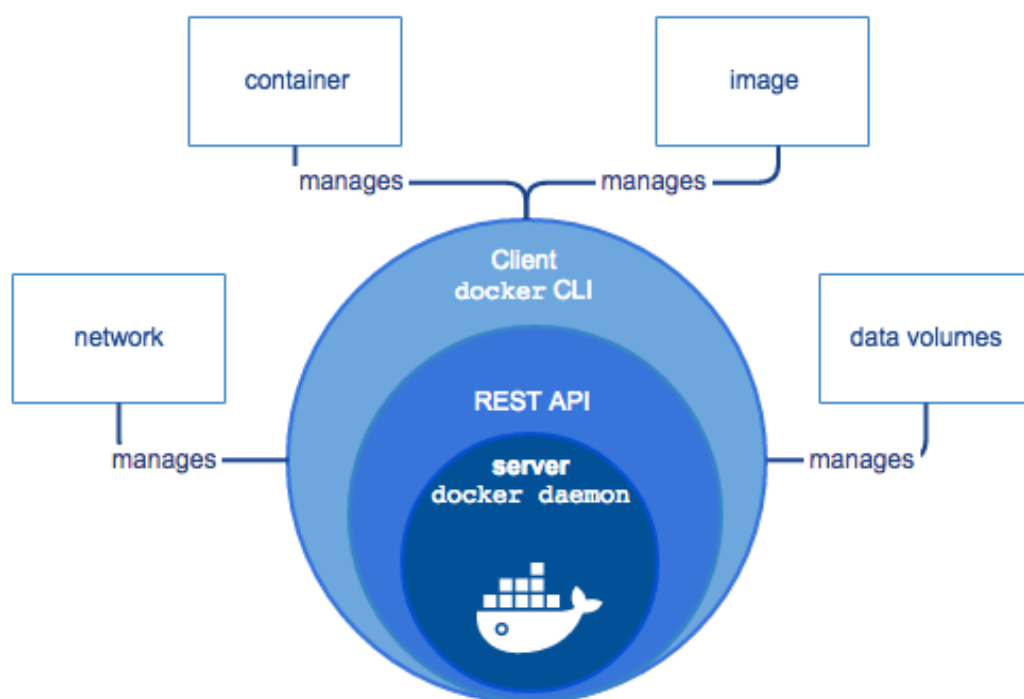 container
image
manages
manages
Client
docker CLI
network
data volumes
REST API
manages
server
manages
docker daemon